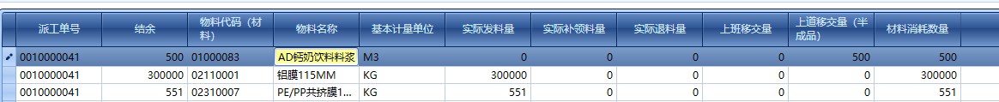 派工单号 结余 物料代码（材料） 物料名称 基本计量单位 实际发料量 实际补领料量 实际退料量 上班移交量 上道移交量（半成品） 材料消耗数量
0010000041 500 01000083 AD钙奶饮料料浆 M3 0 0 0 0 500 500
0010000041 300000 02110001 铝膜115MM KG 300000 0 0 0 0 300000
0010000041 551 02310007 PE/PP共挤膜1... KG 551 0 0 0 0 551